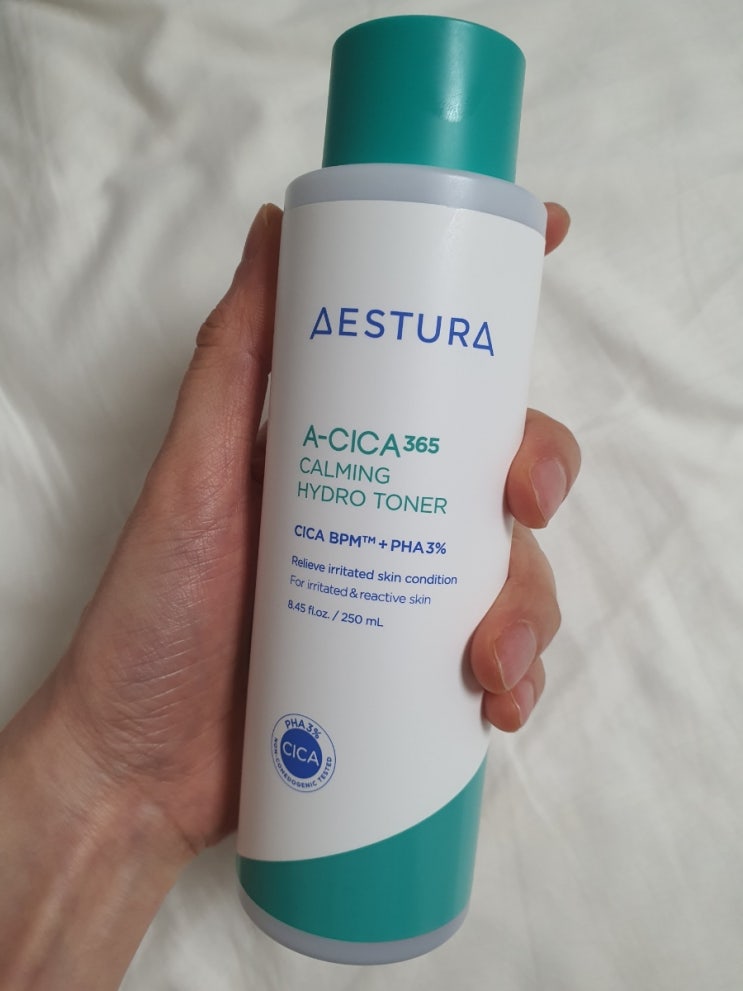 AESTURA
A-CICA365
CALMING
HYDRO TONER
CICA BPM™ + PHA 3%
Relieve irritated skin condition
For irritated & reactive skin
8.45 fl.oz. / 250 mL
PHA 3%
CICA
NON-COMEDOGENIC TESTED